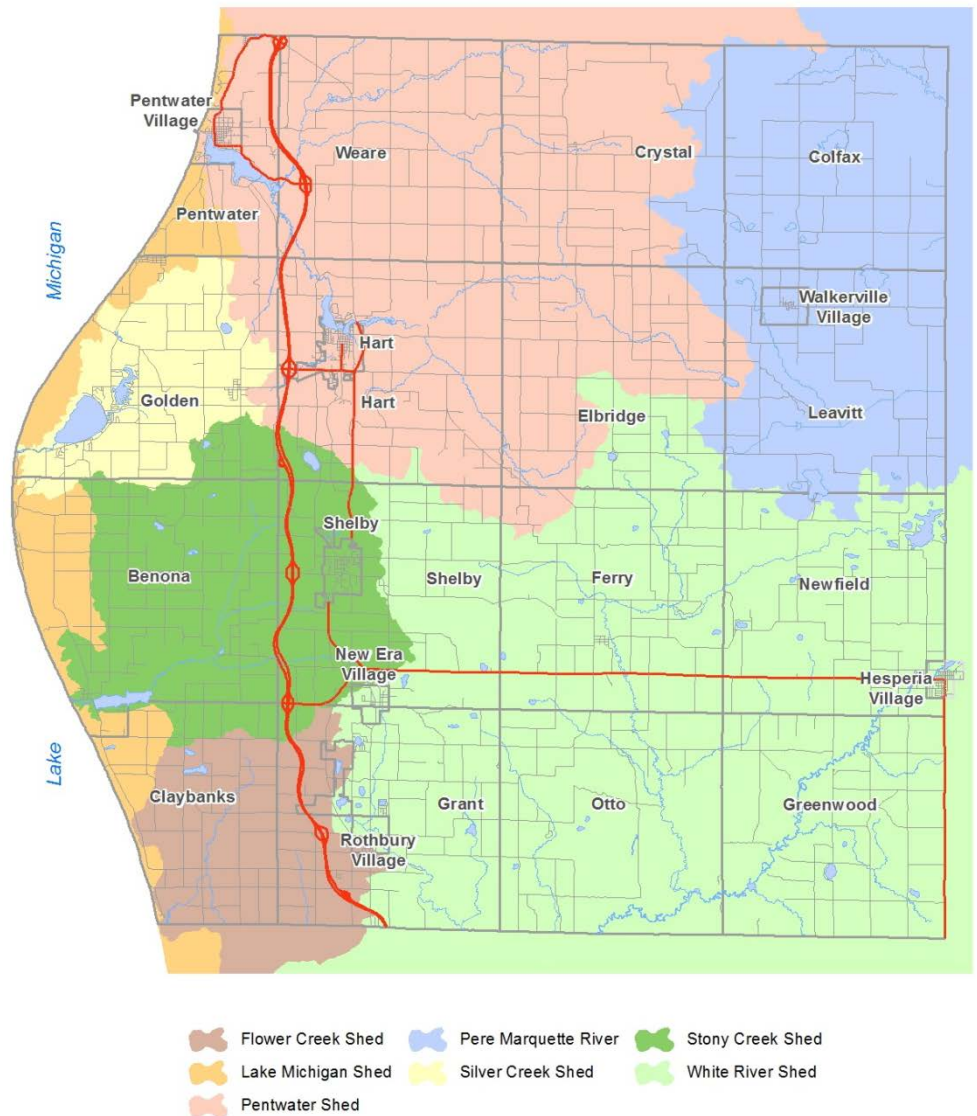 Pentwater
Village
Weare
Crystal
Colfax
Pentwater
Michigan
Walkerville
Village
Hart
Hart
Golden
Elbridge
Leavitt
Shelby
Benona
Shelby
Ferry
Newfield
New Era
Village
Hesperia
Village
Lake
Claybanks
Grant
Otto
Greenwood
Rothbury
Village
Flower Creek Shed
Pere Marquette River
Stony Creek Shed
Lake Michigan Shed
Silver Creek Shed
White River Shed
Pentwater Shed